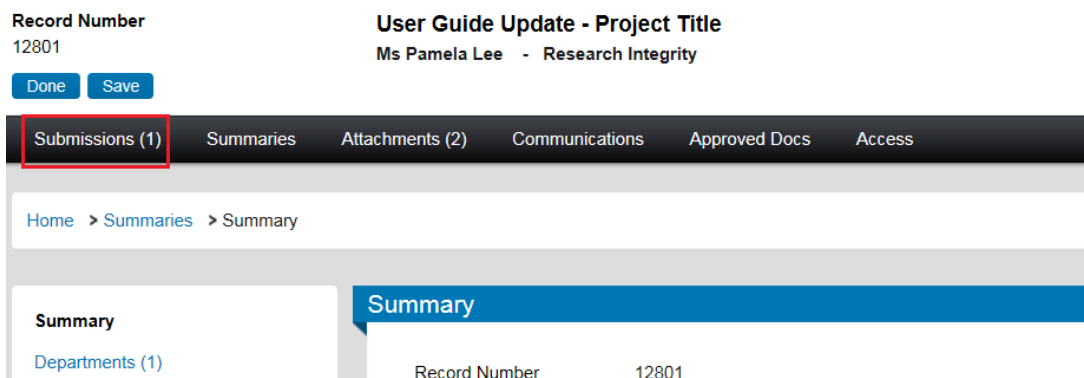 Record Number
12801
User Guide Update - Project Title
Ms Pamela Lee - Research Integrity
Done Save
Submissions (1) Summaries Attachments (2) Communications Approved Docs Access
Home > Summaries > Summary
Summary
Departments (1)
Summary
Record Number 12801